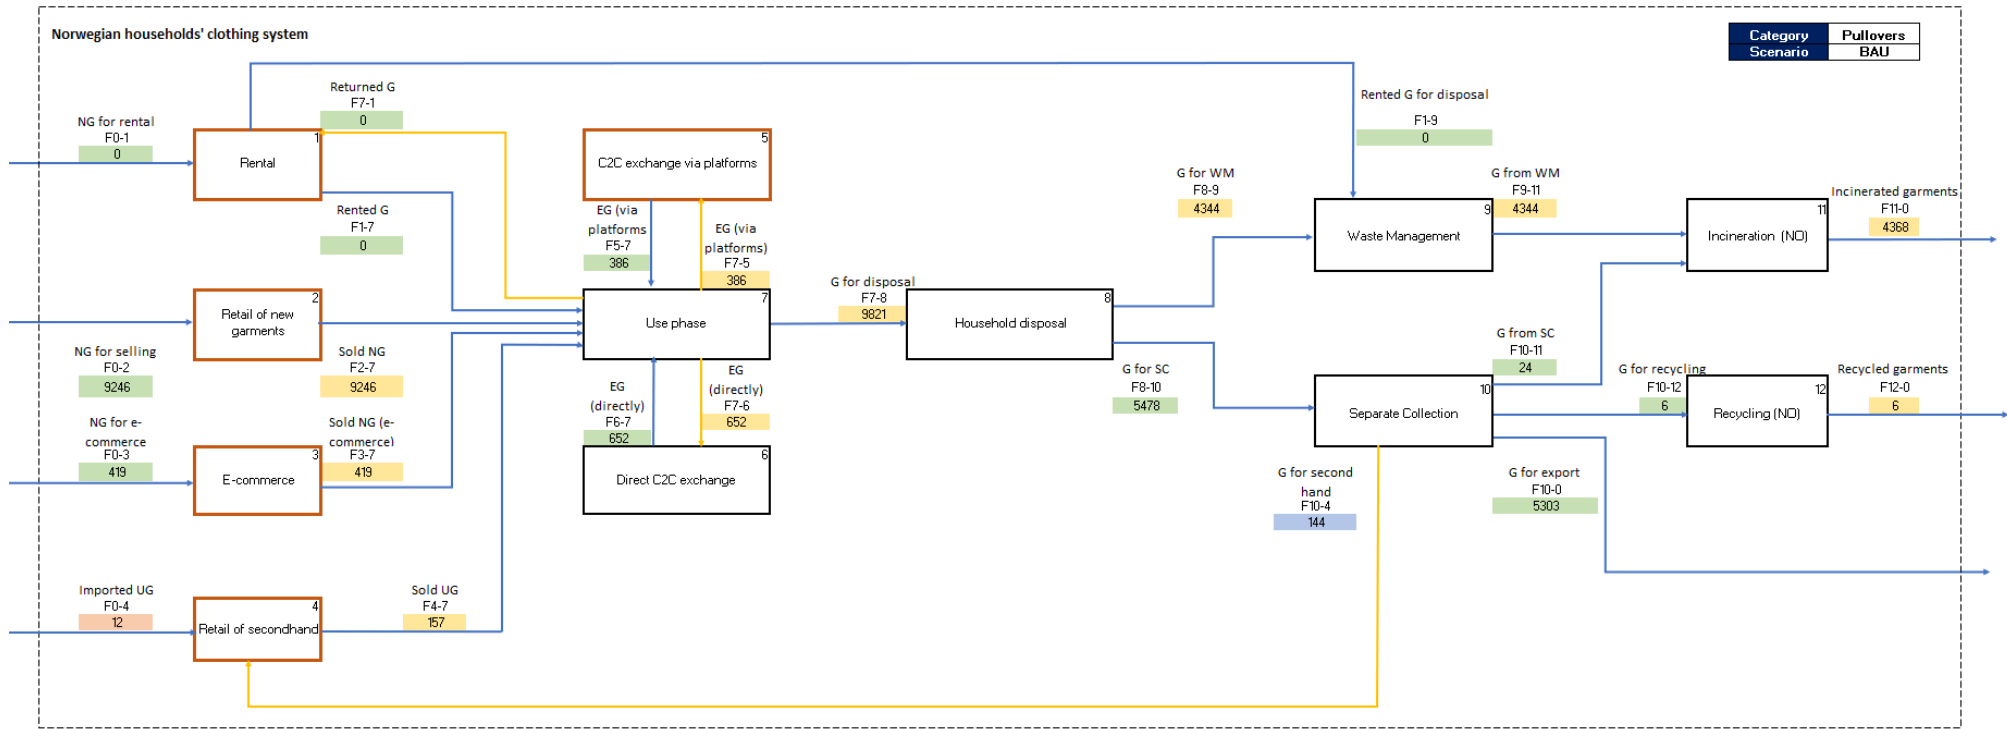 Norwegian households' clothing system
Category Pullovers
Scenario BAU
NG for rental
F0-1
0
1
Rental
Returned G
F7-1
0
Rented G
F1-7
0
Rented G for disposal
F1-9
0
5
C2C exchange via platforms
EG (via
platforms
F5-7
386
EG (via
platforms)
F7-5
386
2
Retail of new
garments
NG for selling
F0-2
9246
Sold NG
F2-7
9246
7
Use phase
G for disposal
F7-8
9821
8
Household disposal
G for WM
F8-9
4344
9
Waste Management
G from WM
F9-11
4344
11
Incineration (NO)
Incinerated garments
F11-0
4368
NG for e-
commerce
F0-3
419
3
E-commerce
Sold NG (e-
commerce)
F3-7
419
EG
(directly)
F6-7
652
EG
(directly)
F7-6
652
6
Direct C2C exchange
G for SC
F8-10
5478
10
Separate Collection
G from SC
F10-11
24
G for recycling
F10-12
6
12
Recycling (NO)
Recycled garments
F12-0
6
G for second
hand
F10-4
144
G for export
F10-0
5303
Imported UG
F0-4
12
4
Retail of secondhand
Sold UG
F4-7
157